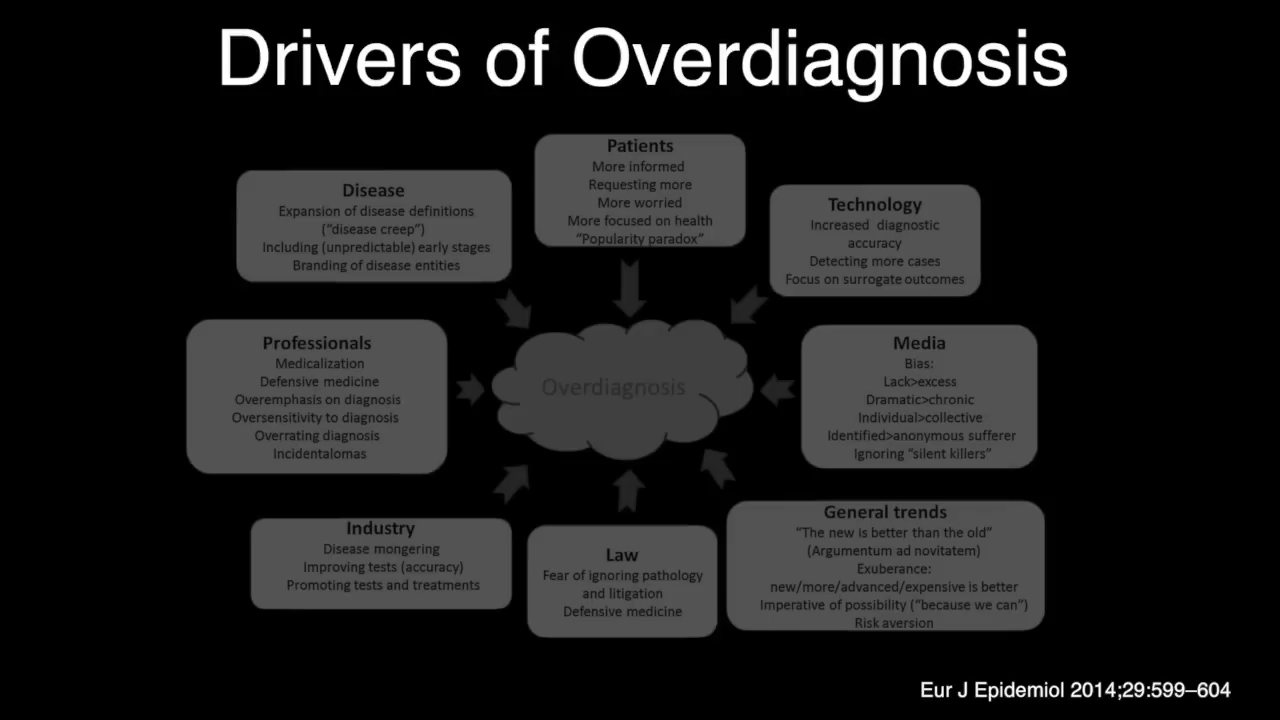 Drivers of Overdiagnosis
Patients
More informed
Requesting more
More worried
More focused on health
“Popularity paradox”
Disease
Expansion of disease definitions
(“disease creep”)
Including (unpredictable) early stages
Branding of disease entities
Technology
Increased diagnostic
accuracy
Detecting more cases
Focus on surrogate outcomes
Professionals
Medicalization
Defensive medicine
Overemphasis on diagnosis
Oversensitivity to diagnosis
Overrating diagnosis
Incidentalomas
Overdiagnosis
Media
Bias:
Lack>excess
Dramatic>chronic
Individual>collective
Identified>anonymous sufferer
Ignoring “silent killers”
Industry
Disease mongering
Improving tests (accuracy)
Promoting tests and treatments
Law
Fear of ignoring pathology
and litigation
Defensive medicine
General trends
“The new is better than the old”
(Argumentum ad novitatem)
Exuberance:
new/more/advanced/expensive is better
Imperative of possibility (“because we can”)
Risk aversion
Eur J Epidemiol 2014;29:599–604